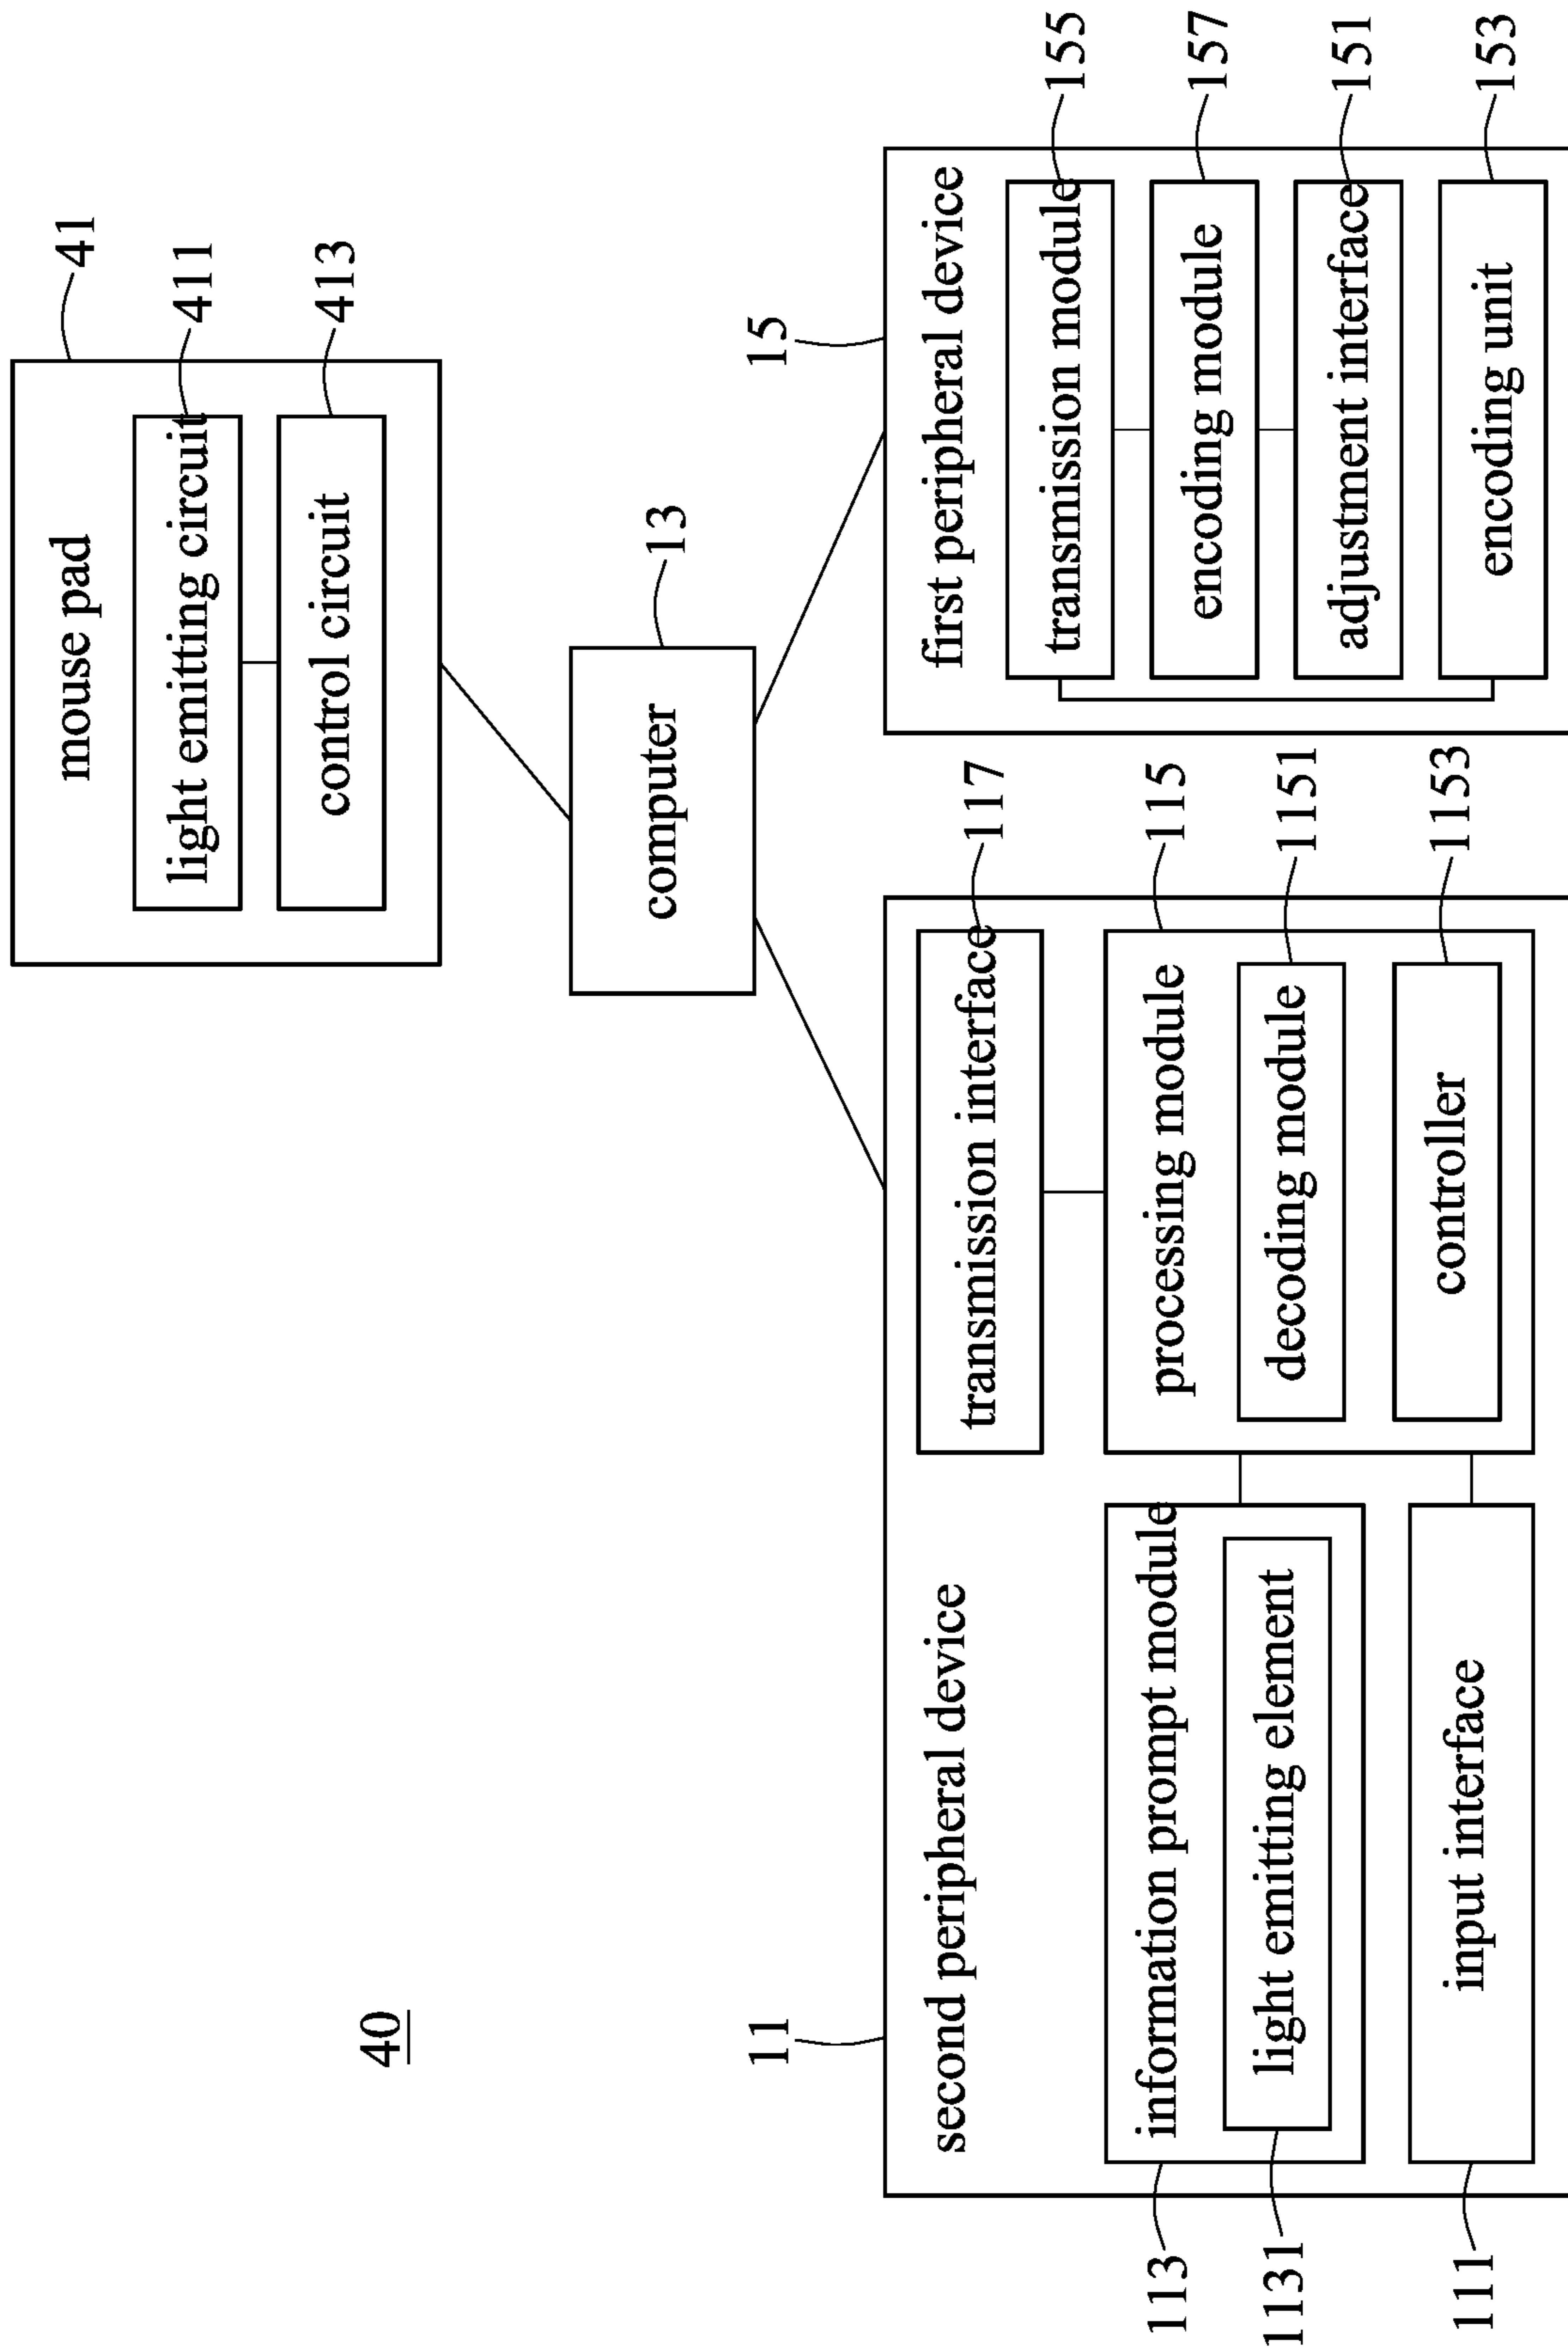 40
mouse pad
41
light emitting circuit
411
control circuit
413
computer
13
11
second peripheral device
transmission interface
117
113
information prompt module
processing module
115
1131
light emitting element
decoding module
1151
111
input interface
controller
1153
15
first peripheral device
transmission module
155
encoding module
157
adjustment interface
151
encoding unit
153